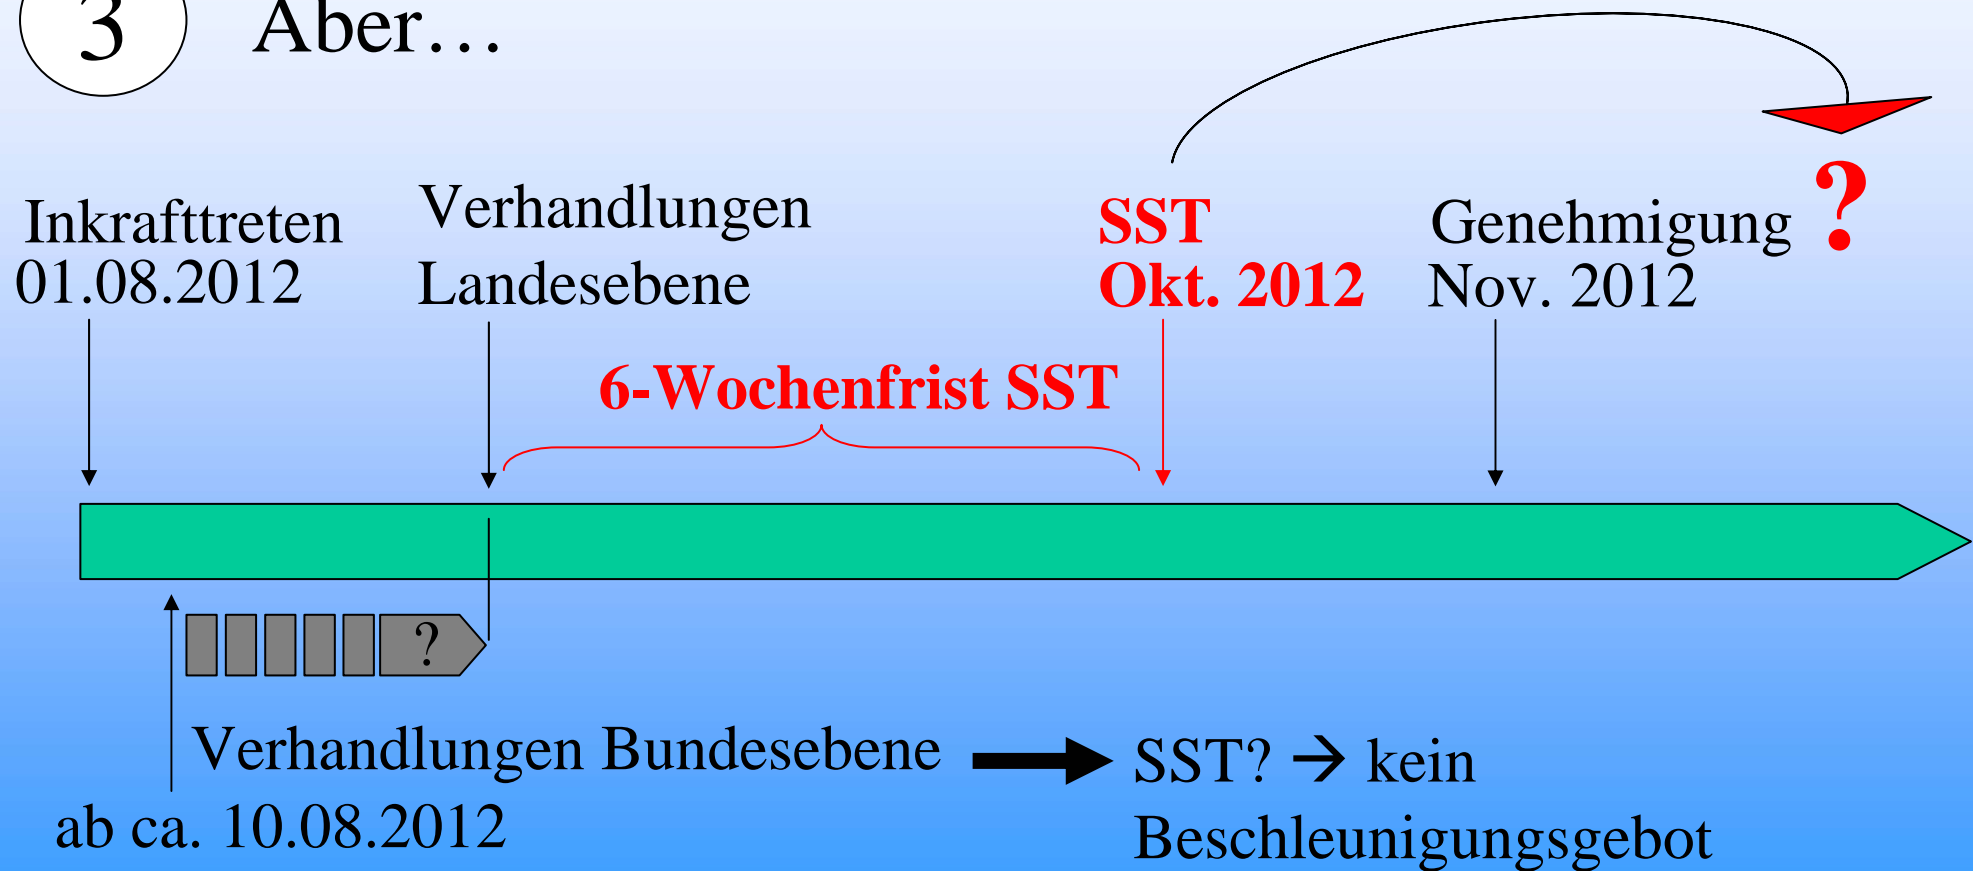 3
Aber…
Inkrafttreten
01.08.2012
Verhandlungen
Landesebene
SST
Okt. 2012
Genehmigung
Nov. 2012
?
6-Wochenfrist SST
?
Verhandlungen Bundesebene
ab ca. 10.08.2012
SST? → kein
Beschleunigungsgebot